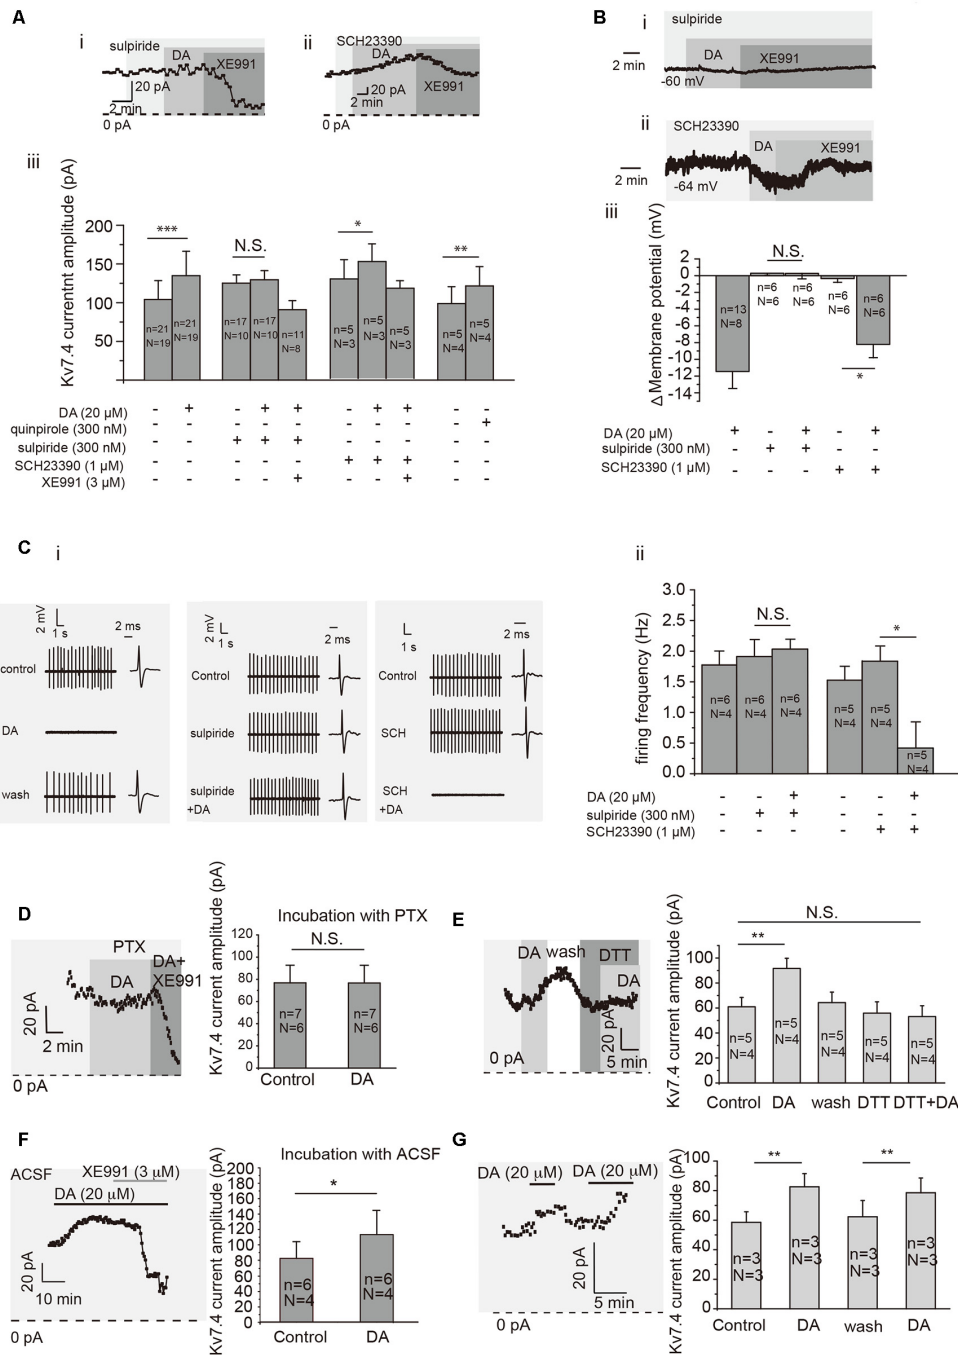 A
i
sulpiride
DA
XE991
20 pA
2 min
0 pA
ii
SCH23390
DA
XE991
20 pA
2 min
0 pA
iii
Kv7.4 currentnt amplitude (pA)
200
150
100
50
***
N.S.
*
**
n=21 N=19
n=21 N=19
n=17 N=10
n=17 N=10
n=11 N=8
n=5 N=3
n=5 N=3
n=5 N=3
n=5 N=4
n=5 N=4
DA (20 µM) - + - + + - + + - -
quinpirole (300 nM) - - - - - - - - - +
sulpiride (300 nM) - - + + + - - - - -
SCH23390 (1 µM) - - - - - + + + - -
XE991 (3 µM) - - - - + - - + - -
B
i
sulpiride
DA
XE991
2 min
-60 mV
ii
SCH23390
DA
XE991
2 min
-64 mV
iii
Δ Membrane potential (mV)
2
0
-2
-4
-6
-8
-10
-12
-14
N.S.
n=13 N=8
n=6 N=6
n=6 N=6
n=6 N=6
n=6 N=6
*
DA (20 µM) + - + - +
sulpiride (300 nM) - + + - -
SCH23390 (1 µM) - - - + +
C
i
2 mV
1 s
2 ms
control
DA
wash
2 mV
1 s
2 ms
Control
sulpiride
sulpiride
+DA
1 s
2 ms
Control
SCH
SCH
+DA
ii
firing frequency (Hz)
3.0
2.5
2.0
1.5
1.0
0.5
0.0
N.S.
*
n=6 N=4
n=6 N=4
n=6 N=4
n=5 N=4
n=5 N=4
n=5 N=4
DA (20 µM) - - + - - +
sulpiride (300 nM) - + + - - -
SCH23390 (1 µM) - - - - + +
D
PTX
DA
DA+
XE991
20 pA
2 min
0 pA
Incubation with PTX
Kv7.4 current amplitude (pA)
120
100
80
60
40
20
0
N.S.
n=7 N=6
n=7 N=6
Control DA
E
DA wash DTT
DA
20 pA
5 min
0 pA
Kv7.4 current amplitude (pA)
100
80
60
40
20
0
N.S.
**
n=5 N=4
n=5 N=4
n=5 N=4
n=5 N=4
n=5 N=4
Control DA wash DTT DTT+DA
F
ACSF
XE991 (3 µM)
DA (20 µM)
20 pA
10 min
0 pA
Incubation with ACSF
Kv7.4 current amplitude (pA)
200
180
160
140
120
100
80
60
40
20
0
*
n=6 N=4
n=6 N=4
Control DA
G
DA (20 µM) DA (20 µM)
20 pA
5 min
0 pA
Kv7.4 current amplitude (pA)
100
80
60
40
20
0
**
**
n=3 N=3
n=3 N=3
n=3 N=3
n=3 N=3
Control DA wash DA